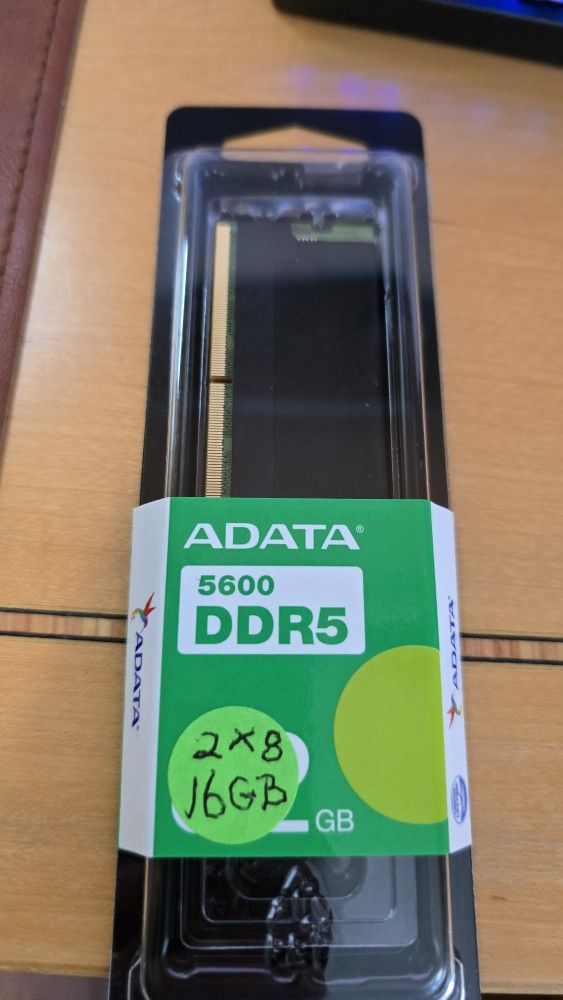 ADATA®
5600
DDR5
ADATA
ADATA
2×8
16GB
GB